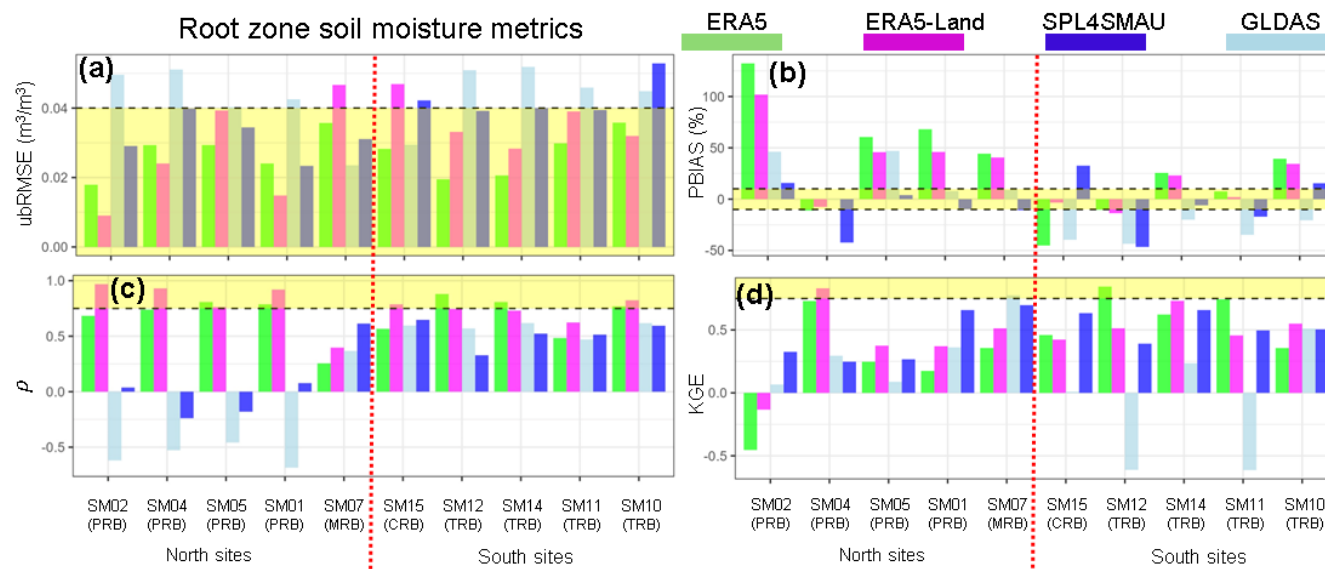 Root zone soil moisture metrics
ERA5
ERA5-Land
SPL4SMAU
GLDAS
(a)
ubRMSE (m³/m³)
0.04
0.02
0.00
(b)
PBIAS (%)
100
50
0
-50
(c)
ρ
1.0
0.5
0.0
-0.5
(d)
KGE
0.5
0.0
-0.5
SM02 SM04 SM05 SM01 SM07 SM15 SM12 SM14 SM11 SM10
(PRB) (PRB) (PRB) (PRB) (MRB) (CRB) (TRB) (TRB) (TRB) (TRB)
North sites South sites
SM02 SM04 SM05 SM01 SM07 SM15 SM12 SM14 SM11 SM10
(PRB) (PRB) (PRB) (PRB) (MRB) (CRB) (TRB) (TRB) (TRB) (TRB)
North sites South sites